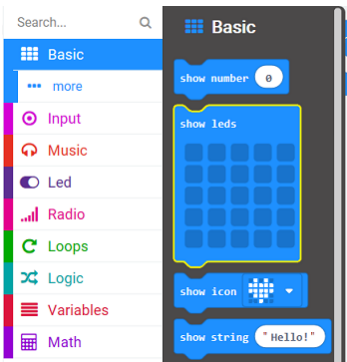 Search...
Basic
more
Input
Music
Led
Radio
Loops
Logic
Variables
Math
Basic
show number 0
show leds
show icon
show string "Hello!"